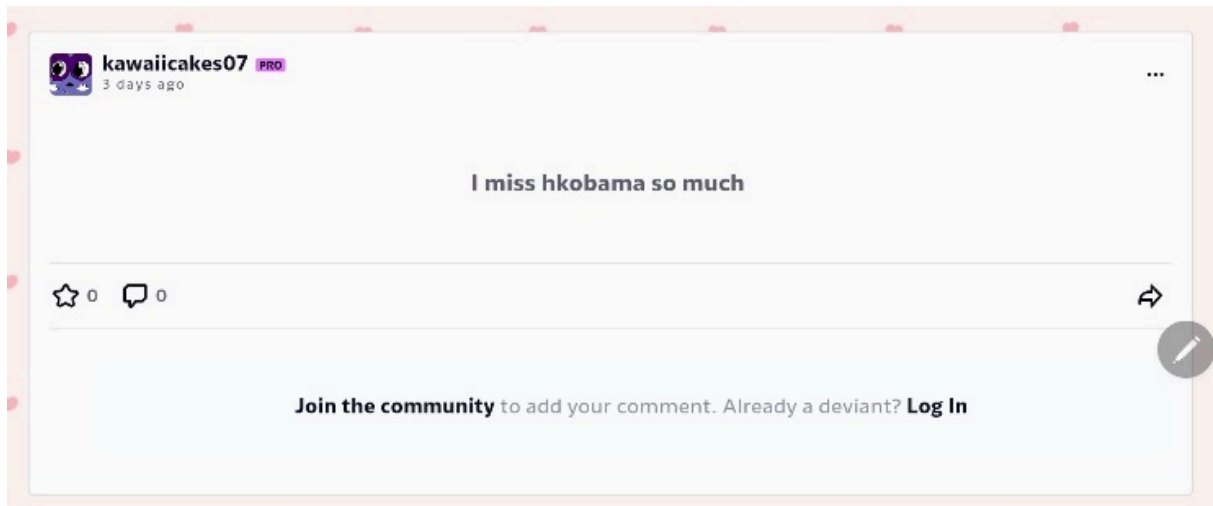 kawaiicakes07 PRO
3 days ago
...
I miss hkobama so much
0 0
Join the community to add your comment. Already a deviant? Log In